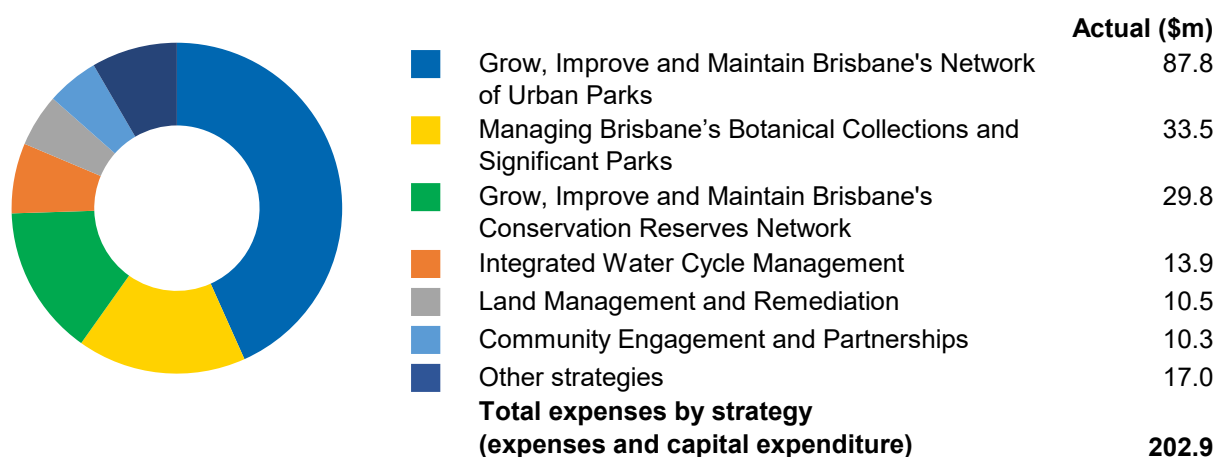 Actual ($m)
Grow, Improve and Maintain Brisbane's Network 87.8
of Urban Parks
Managing Brisbane’s Botanical Collections and 33.5
Significant Parks
Grow, Improve and Maintain Brisbane's 29.8
Conservation Reserves Network
Integrated Water Cycle Management 13.9
Land Management and Remediation 10.5
Community Engagement and Partnerships 10.3
Other strategies 17.0
Total expenses by strategy
(expenses and capital expenditure) 202.9